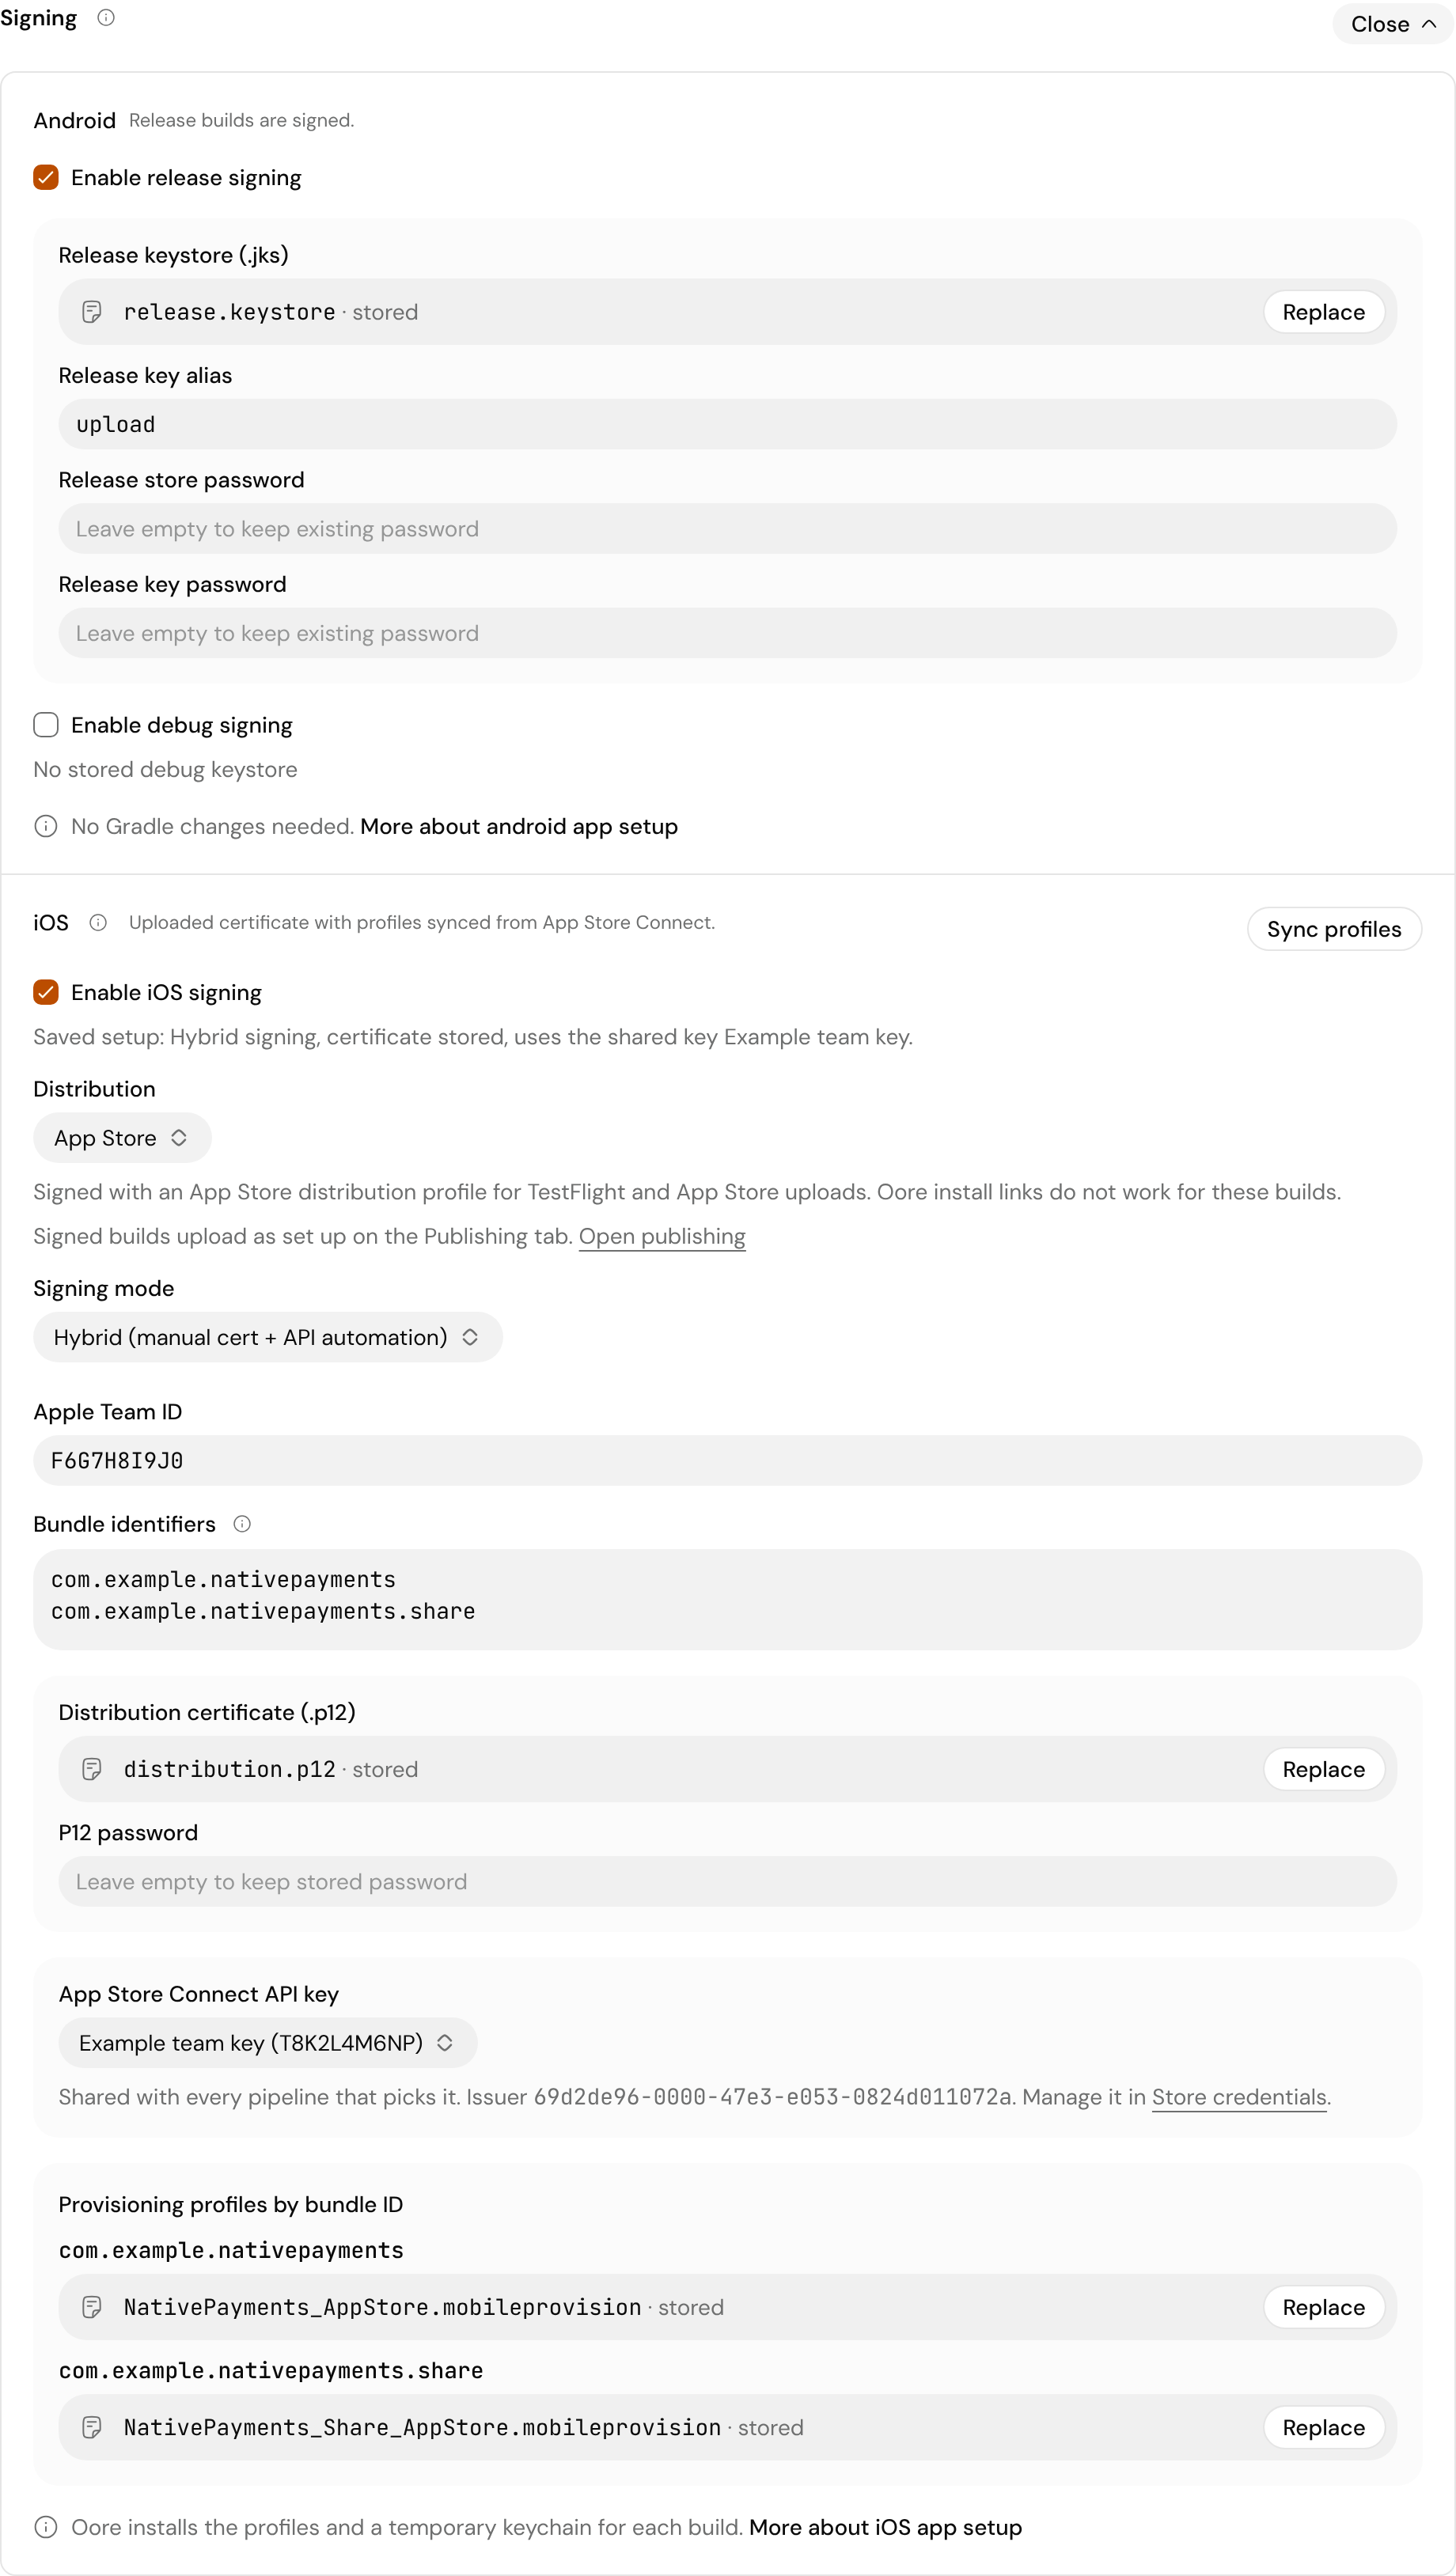 Signing
Close
Android Release builds are signed.
Enable release signing
Release keystore (.jks)
release.keystore · stored
Replace
Release key alias
upload
Release store password
Leave empty to keep existing password
Release key password
Leave empty to keep existing password
Enable debug signing
No stored debug keystore
No Gradle changes needed. More about android app setup
iOS Uploaded certificate with profiles synced from App Store Connect.
Sync profiles
Enable iOS signing
Saved setup: Hybrid signing, certificate stored, uses the shared key Example team key.
Distribution
App Store
Signed with an App Store distribution profile for TestFlight and App Store uploads. Oore install links do not work for these builds.
Signed builds upload as set up on the Publishing tab. Open publishing
Signing mode
Hybrid (manual cert + API automation)
Apple Team ID
F6G7H8I9J0
Bundle identifiers
com.example.nativepayments
com.example.nativepayments.share
Distribution certificate (.p12)
distribution.p12 · stored
Replace
P12 password
Leave empty to keep stored password
App Store Connect API key
Example team key (T8K2L4M6NP)
Shared with every pipeline that picks it. Issuer 69d2de96-0000-47e3-e053-0824d011072a. Manage it in Store credentials.
Provisioning profiles by bundle ID
com.example.nativepayments
NativePayments_AppStore.mobileprovision · stored
Replace
com.example.nativepayments.share
NativePayments_Share_AppStore.mobileprovision · stored
Replace
Oore installs the profiles and a temporary keychain for each build. More about iOS app setup